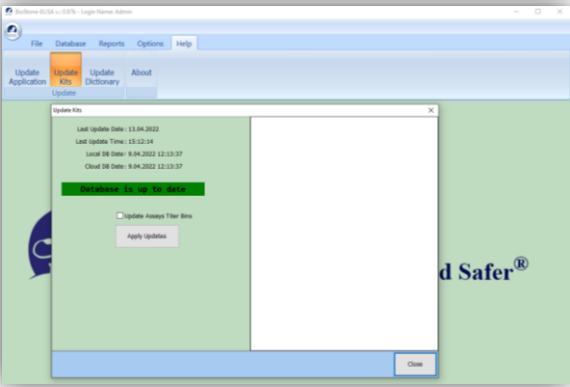 BioStone-ELISA v.: 0.97b - Login Name: Admin
File Database Reports Options Help
Update Application
Update Kits
Update Dictionary
About
Update
Update Kits
Last Update Date: 13.04.2022
Last Update Time: 15:12:14
Local DB Date: 9.04.2022 12:13:37
Cloud DB Date: 9.04.2022 12:13:37
Database is up to date
Update Assays Titer Bins
Apply Updates
d Safer®
Close